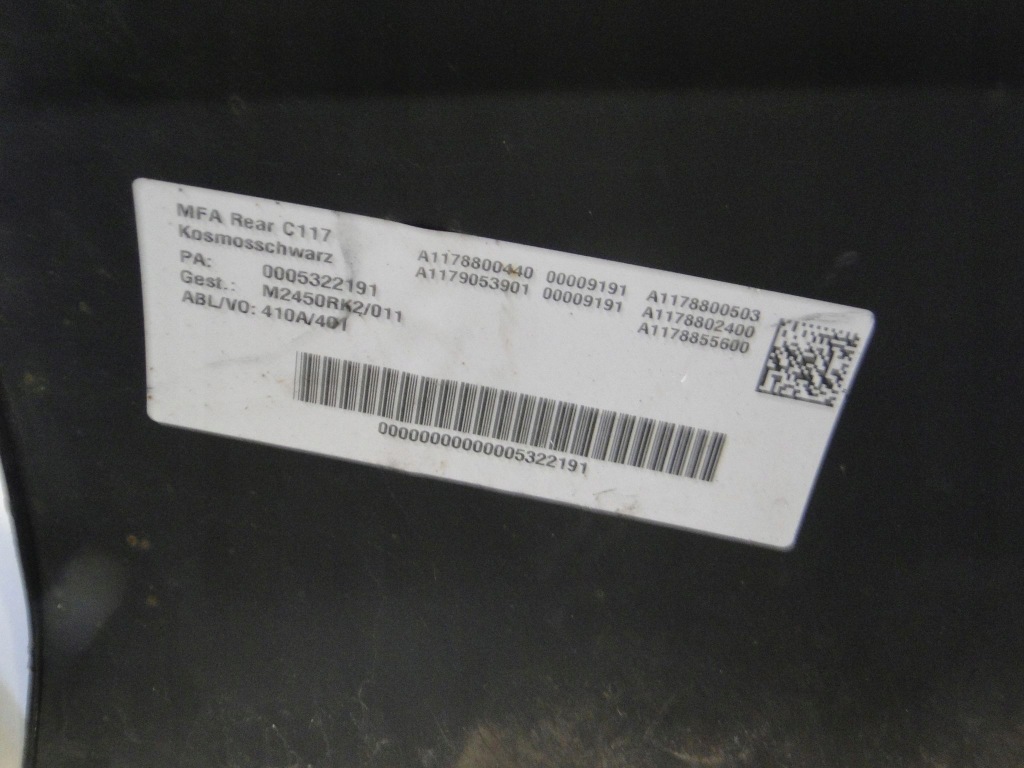 MFA Rear C117
Kosmosschwarz
PA: 0005322191
Gest.: M2450RK2/011
ABL/VO: 410A/401
A1178800440 00009191 A1178800503
A1179053901 00009191 A1178802400
A1178855600
00000000000005322191